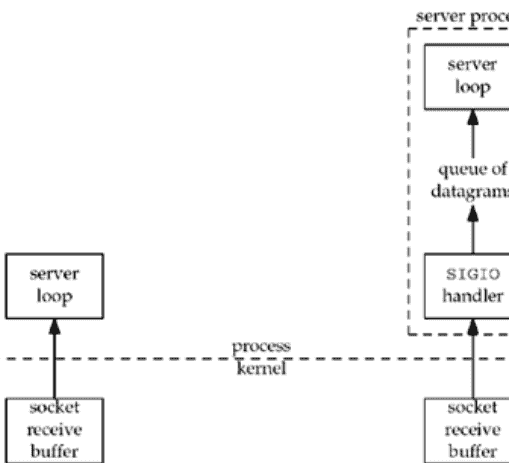 server proce
server
loop
queue of
datagrams
server
loop
SIGIO
handler
process
kernel
socket
receive
buffer
socket
receive
buffer